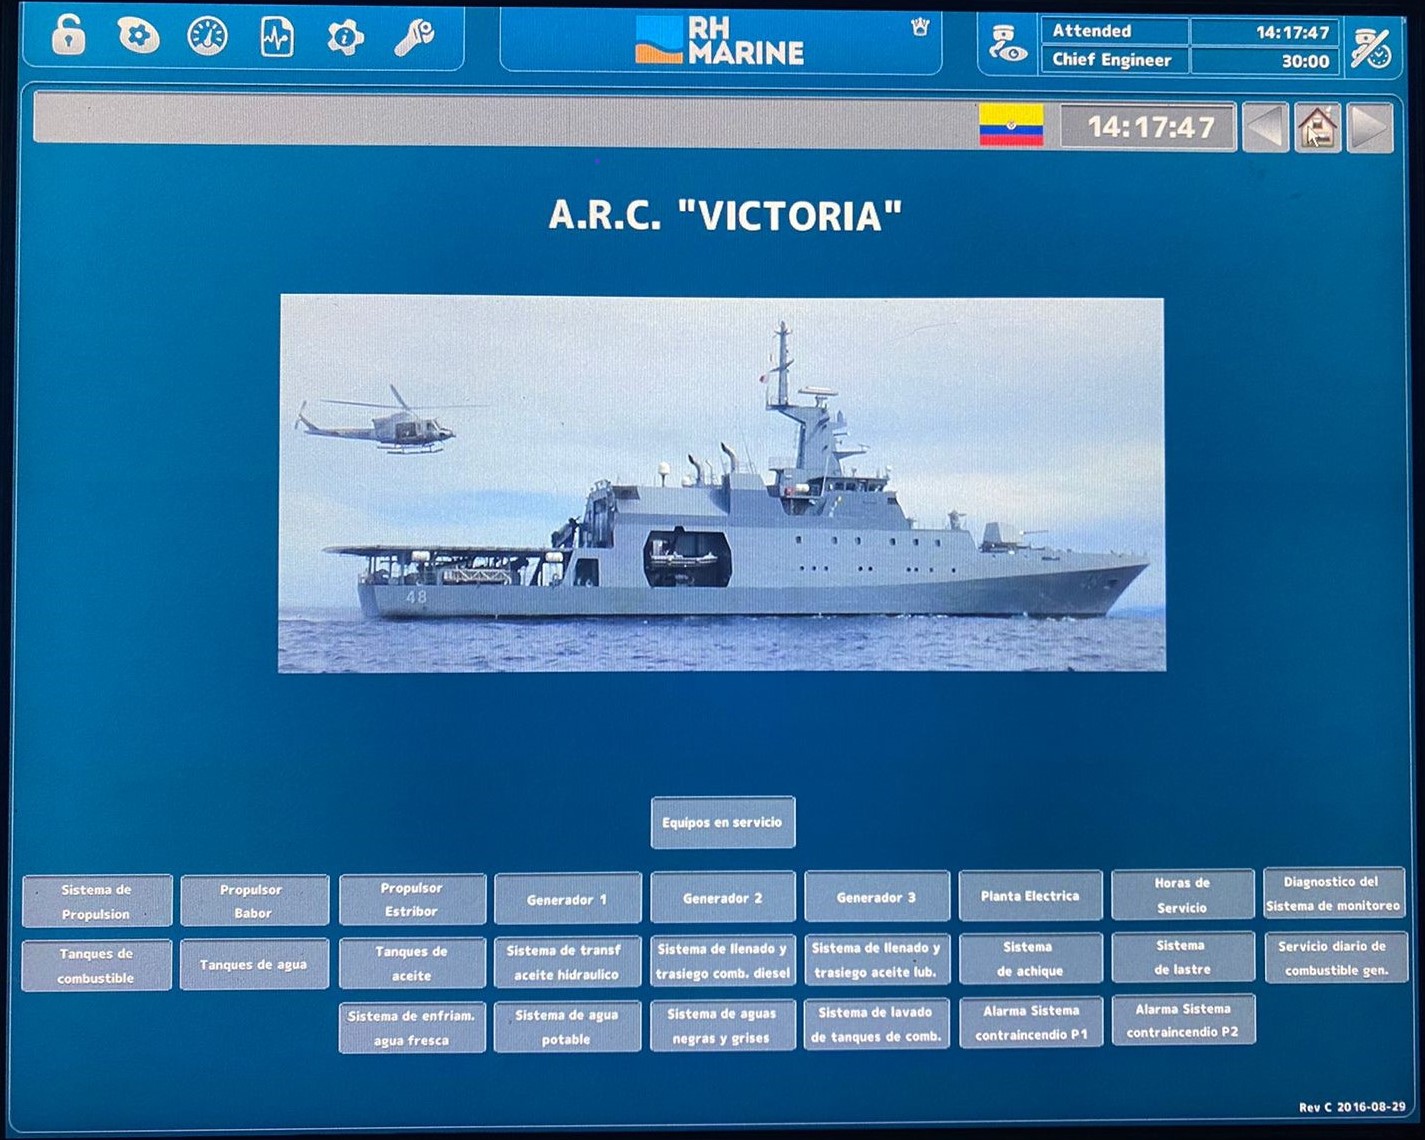 RH
MARINE
Attended 14:17:47
Chief Engineer 30:00
14:17:47
A.R.C. "VICTORIA"
48
Equipos en servicio
Sistema de
Propulsion
Propulsor
Babor
Propulsor
Estribor
Generador 1
Generador 2
Generador 3
Planta Electrica
Horas de
Servicio
Diagnostico del
Sistema de monitoreo
Tanques de
combustible
Tanques de agua
Tanques de
aceite
Sistema de transf
aceite hidraulico
Sistema de llenado y
trasiego comb. diesel
Sistema de llenado y
trasiego aceite lub.
Sistema
de achique
Sistema
de lastre
Servicio diario de
combustible gen.
Sistema de enfriam.
agua fresca
Sistema de agua
potable
Sistema de aguas
negras y grises
Sistema de lavado
de tanques de comb.
Alarma Sistema
contraincendio P1
Alarma Sistema
contraincendio P2
Rev C 2016-08-29